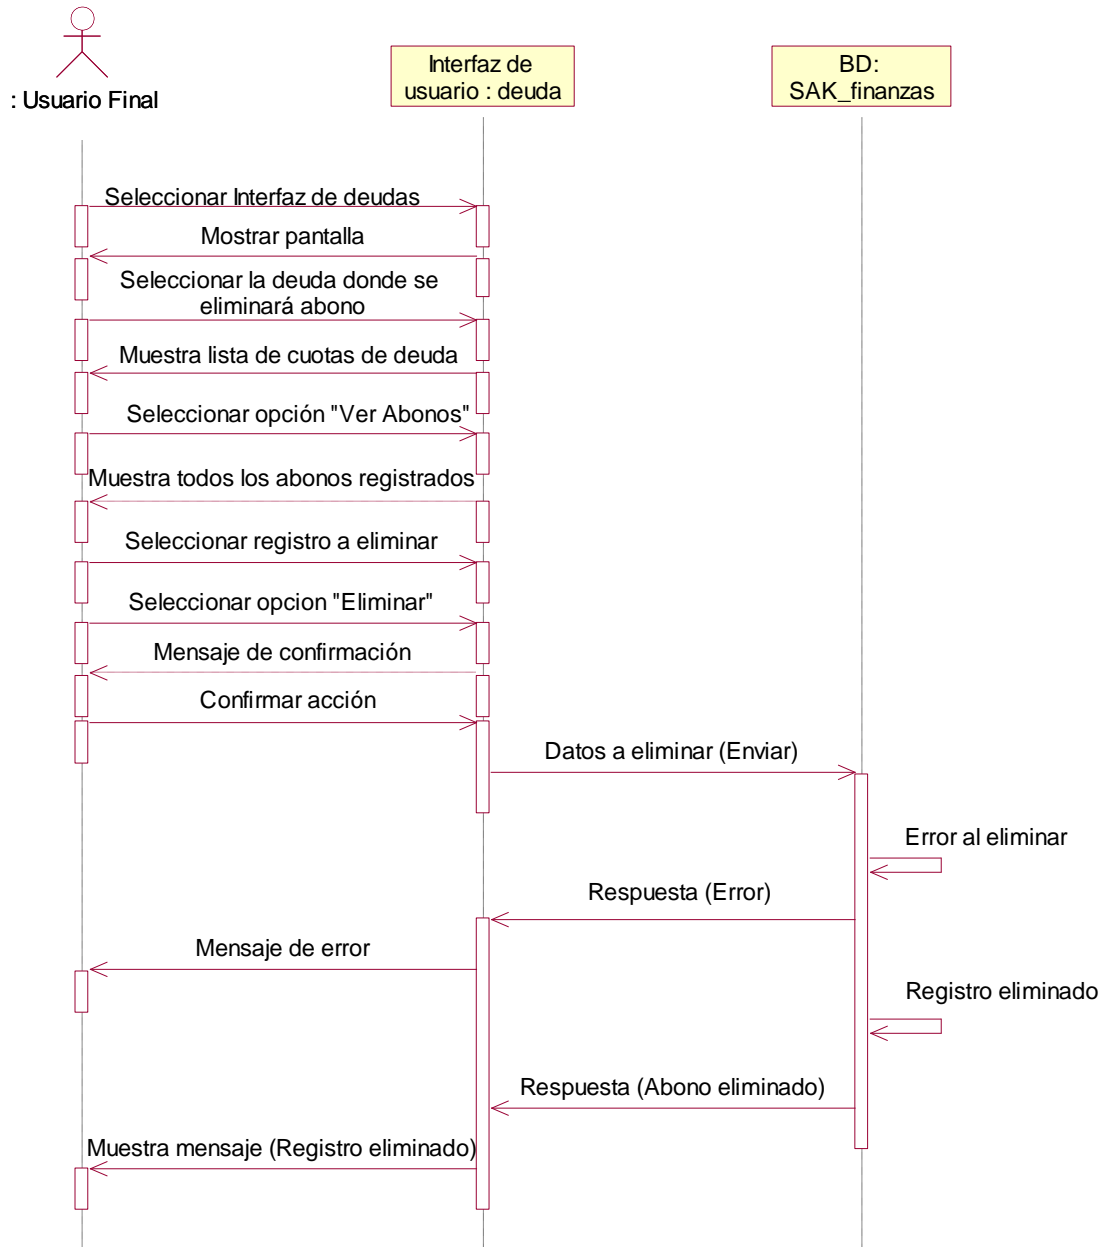 : Usuario Final
Interfaz de
usuario : deuda
BD:
SAK_finanzas
Seleccionar Interfaz de deudas
Mostrar pantalla
Seleccionar la deuda donde se
eliminará abono
Muestra lista de cuotas de deuda
Seleccionar opción "Ver Abonos"
Muestra todos los abonos registrados
Seleccionar registro a eliminar
Seleccionar opcion "Eliminar"
Mensaje de confirmación
Confirmar acción
Datos a eliminar (Enviar)
Error al eliminar
Respuesta (Error)
Mensaje de error
Registro eliminado
Respuesta (Abono eliminado)
Muestra mensaje (Registro eliminado)